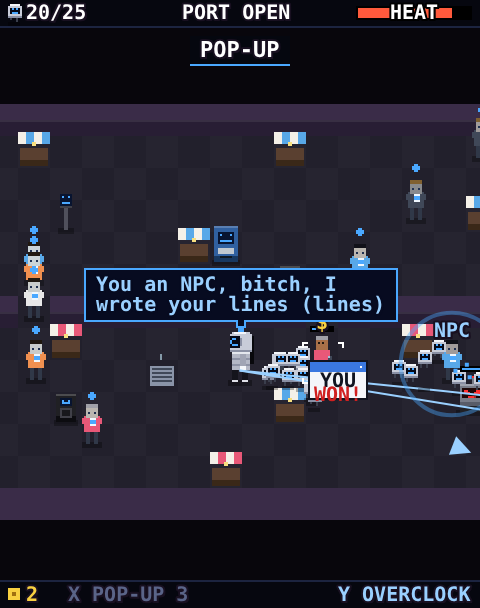 20/25 PORT OPEN HEAT
POP-UP
You an NPC, bitch, I
wrote your lines (lines)
NPC
$
YOU
WON!
2 X POP-UP 3 Y OVERCLOCK